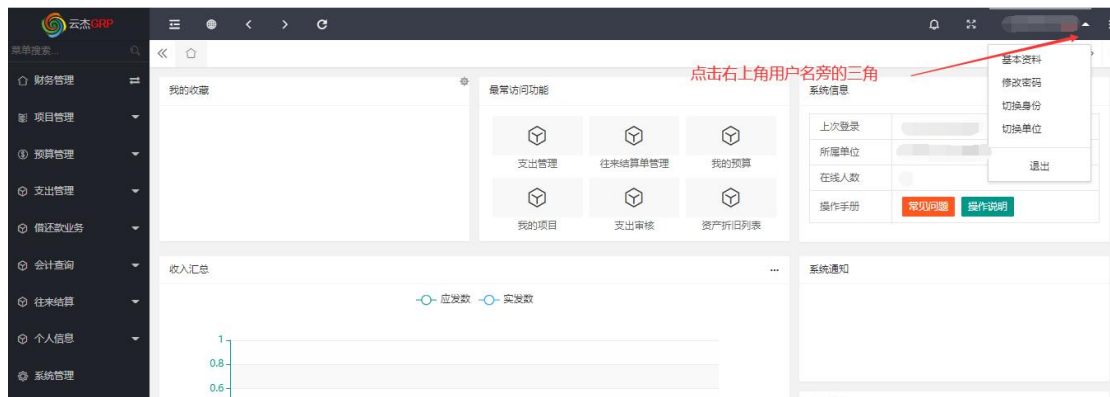 云杰GRP
菜单搜索...
财务管理
项目管理
预算管理
支出管理
借还款业务
会计查询
往来结算
个人信息
系统管理
点击右上角用户名旁的三角
基本资料
修改密码
切换身份
切换单位
退出
我的收藏
最常访问功能
支出管理
往来结算单管理
我的预算
我的项目
支出审核
资产折旧列表
系统信息
上次登录
所属单位
在线人数
操作手册
常见问题
操作说明
收入汇总
应发数
实发数
1
0.8
0.6
系统通知